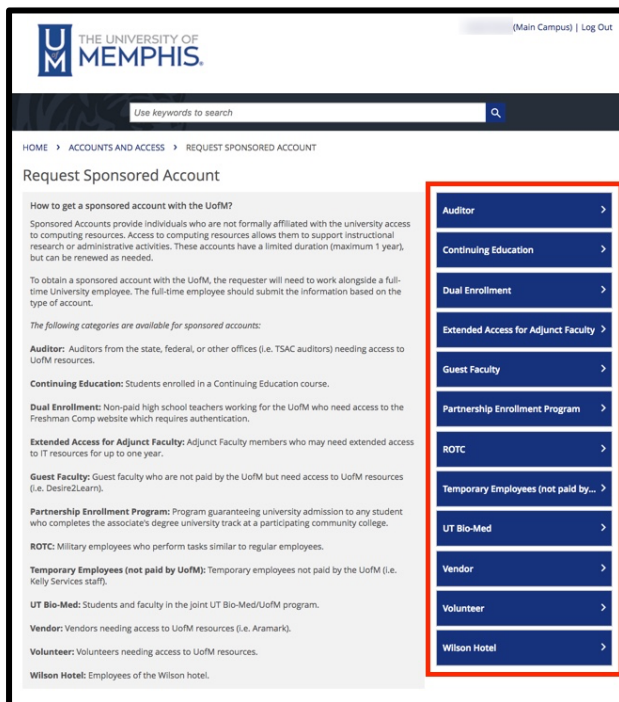 (Main Campus) | Log Out
THE UNIVERSITY OF
MEMPHIS.
Use keywords to search
HOME > ACCOUNTS AND ACCESS > REQUEST SPONSORED ACCOUNT
Request Sponsored Account
How to get a sponsored account with the UofM?
Sponsored Accounts provide individuals who are not formally affiliated with the university access
to computing resources. Access to computing resources allows them to support instructional
research or administrative activities. These accounts have a limited duration (maximum 1 year),
but can be renewed as needed.
To obtain a sponsored account with the UofM, the requester will need to work alongside a full-
time University employee. The full-time employee should submit the information based on the
type of account.
The following categories are available for sponsored accounts:
Auditor: Auditors from the state, federal, or other offices (i.e. TSAC auditors) needing access to
UofM resources.
Continuing Education: Students enrolled in a Continuing Education course.
Dual Enrollment: Non-paid high school teachers working for the UofM who need access to the
Freshman Comp website which requires authentication.
Extended Access for Adjunct Faculty: Adjunct Faculty members who may need extended access
to IT resources for up to one year.
Guest Faculty: Guest faculty who are not paid by the UofM but need access to UofM resources
(i.e. Desire2Learn).
Partnership Enrollment Program: Program guaranteeing university admission to any student
who completes the associate's degree university track at a participating community college.
ROTC: Military employees who perform tasks similar to regular employees.
Temporary Employees (not paid by UofM): Temporary employees not paid by the UofM (i.e.
Kelly Services staff).
UT Bio-Med: Students and faculty in the joint UT Bio-Med/UofM program.
Vendor: Vendors needing access to UofM resources (i.e. Aramark).
Volunteer: Volunteers needing access to UofM resources.
Wilson Hotel: Employees of the Wilson hotel.
Auditor
Continuing Education
Dual Enrollment
Extended Access for Adjunct Faculty
Guest Faculty
Partnership Enrollment Program
ROTC
Temporary Employees (not paid by...
UT Bio-Med
Vendor
Volunteer
Wilson Hotel